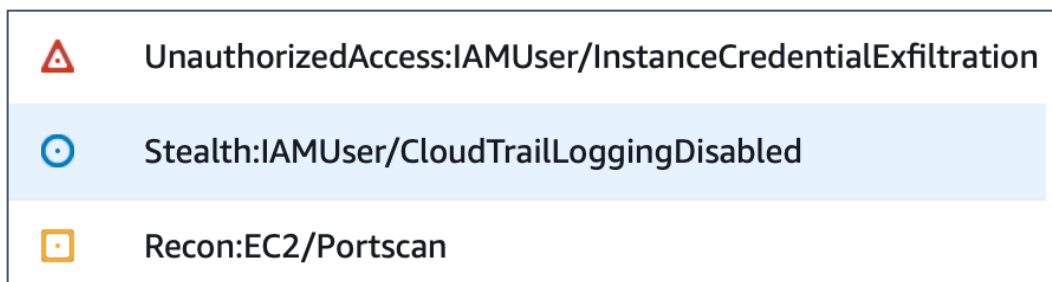 UnauthorizedAccess:IAMUser/InstanceCredentialExfiltration
Stealth:IAMUser/CloudTrailLoggingDisabled
Recon:EC2/Portscan